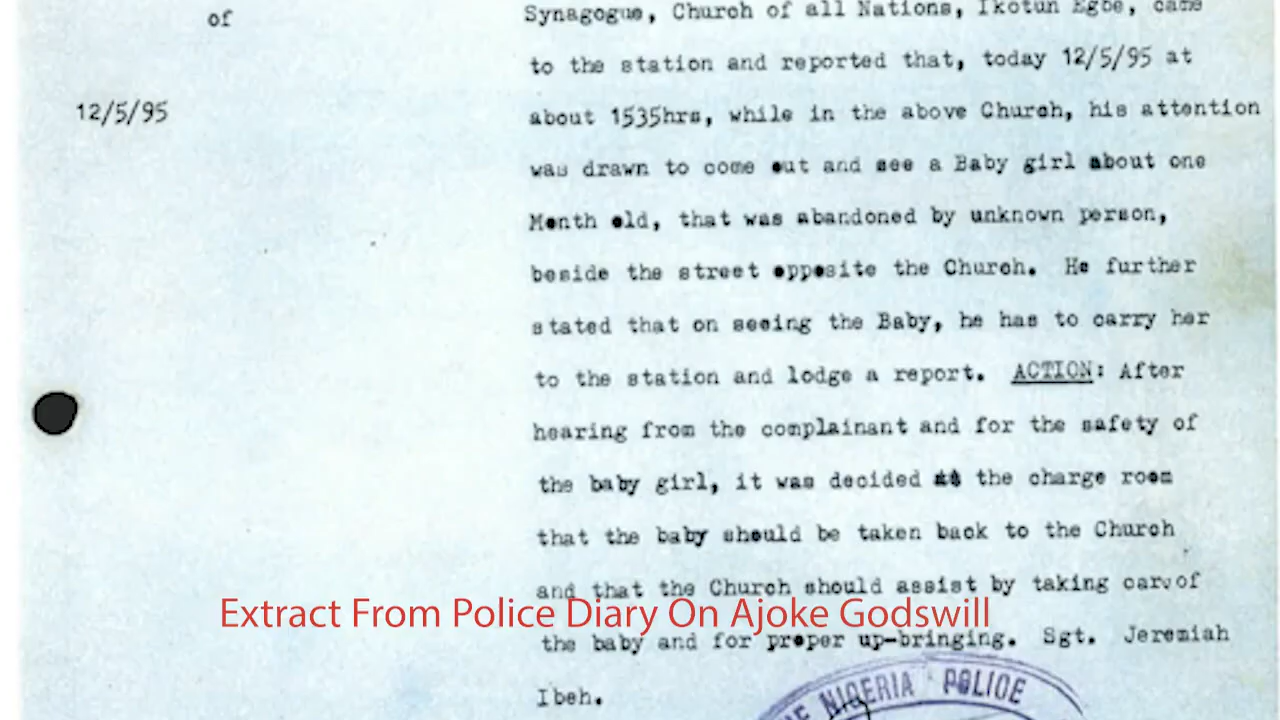 of
Synagogue, Church of all Nations, Ikotun Egbe, came
to the station and reported that, today 12/5/95 at
12/5/95
about 1535hrs, while in the above Church, his attention
was drawn to come out and see a Baby girl about one
Month old, that was abandoned by unknown person,
beside the street opposite the Church. He further
stated that on seeing the Baby, he has to carry her
to the station and lodge a report. ACTION: After
hearing from the complainant and for the safety of
the baby girl, it was decided the charge room
that the baby should be taken back to the Church
and that the Church should assist by taking of
Extract From Police Diary On Ajoke Godswill
the baby and for proper up-bringing. Sgt. Jeremiah
Ibeh.
NIGERIA POLICE